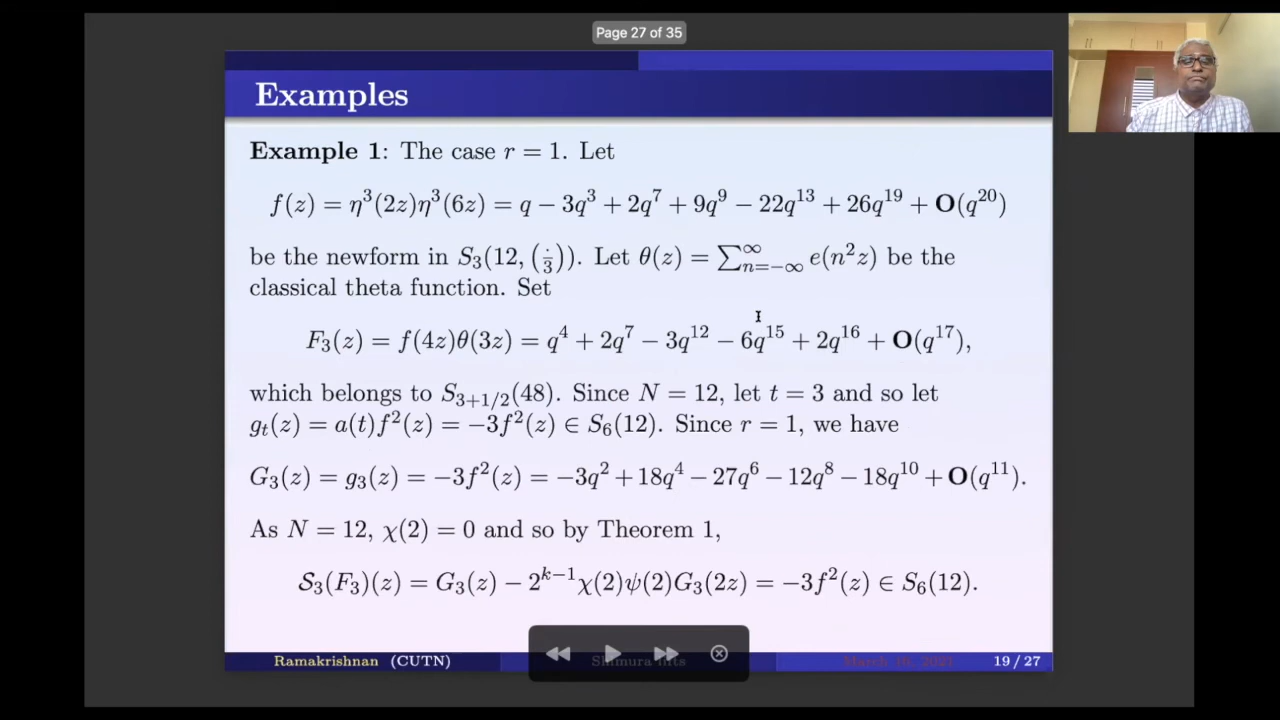 Page 27 of 35
Examples
Example 1: The case r = 1. Let
f(z) = η³(2z)η³(6z) = q − 3q³ + 2q⁷ + 9q⁹ − 22q¹³ + 26q¹⁹ + O(q²⁰)
be the newform in S₃(12, (⋅/3)). Let θ(z) = ∑_{n=−∞}^{∞} e(n²z) be the
classical theta function. Set
F₃(z) = f(4z)θ(3z) = q⁴ + 2q⁷ − 3q¹² − 6q¹⁵ + 2q¹⁶ + O(q¹⁷),
which belongs to S_{3+1/2}(48). Since N = 12, let t = 3 and so let
g_t(z) = a(t)f²(z) = −3f²(z) ∈ S₆(12). Since r = 1, we have
G₃(z) = g₃(z) = −3f²(z) = −3q² + 18q⁴ − 27q⁶ − 12q⁸ − 18q¹⁰ + O(q¹¹).
As N = 12, χ(2) = 0 and so by Theorem 1,
𝒮₃(F₃)(z) = G₃(z) − 2^{k−1}χ(2)ψ(2)G₃(2z) = −3f²(z) ∈ S₆(12).
Ramakrishnan (CUTN) Shimura lifts 19 / 27